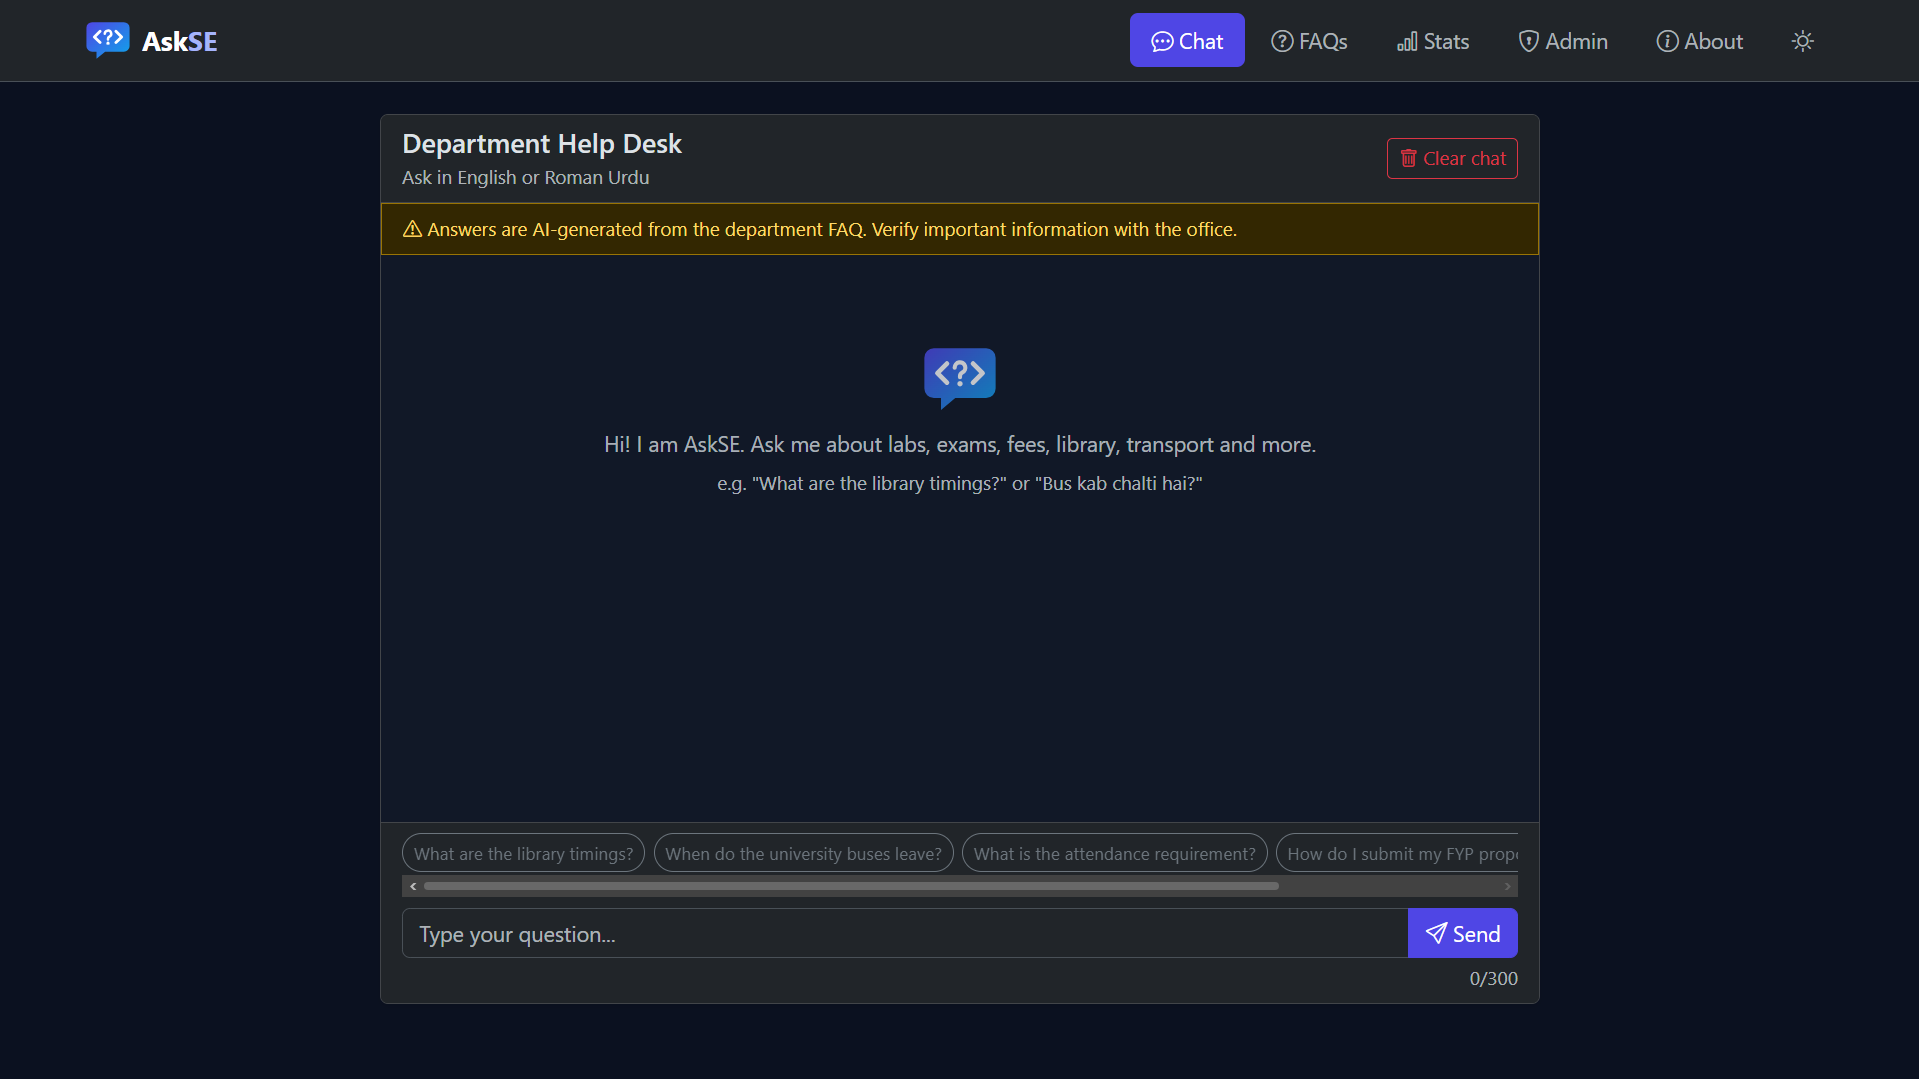 <?> AskSE
Chat FAQs Stats Admin About
Department Help Desk
Ask in English or Roman Urdu
Clear chat
Answers are AI-generated from the department FAQ. Verify important information with the office.
<?>
Hi! I am AskSE. Ask me about labs, exams, fees, library, transport and more.
e.g. "What are the library timings?" or "Bus kab chalti hai?"
What are the library timings? When do the university buses leave? What is the attendance requirement? How do I submit my FYP prop
Type your question... Send
0/300